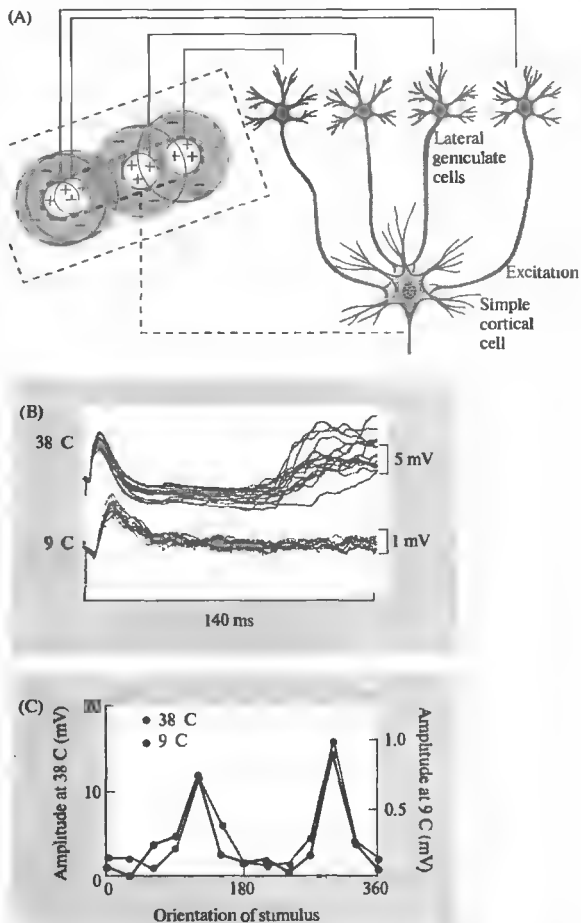 (A)
Lateral
geniculate
cells
Excitation
Simple
cortical
cell
(B)
38 C
5 mV
9 C
1 mV
140 ms
(C)
Amplitude at 38 C (mV)
10
0
38 C
9 C
Amplitude at 9 C (mV)
1.0
0.5
0
180
360
Orientation of stimulus